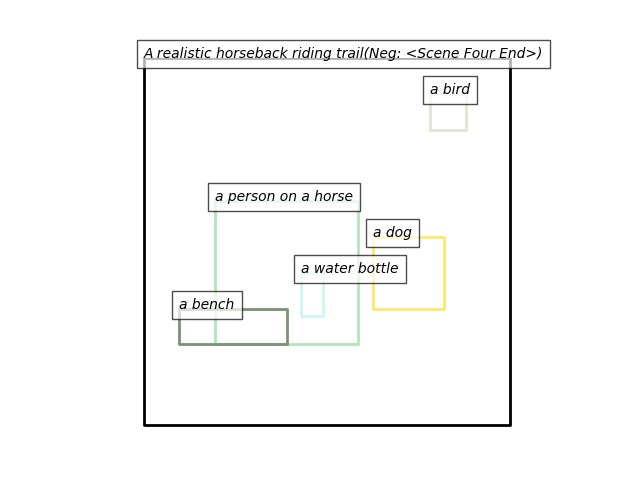 A realistic horseback riding trail(Neg: <Scene Four End>)
a bird
a person on a horse
a dog
a water bottle
a bench